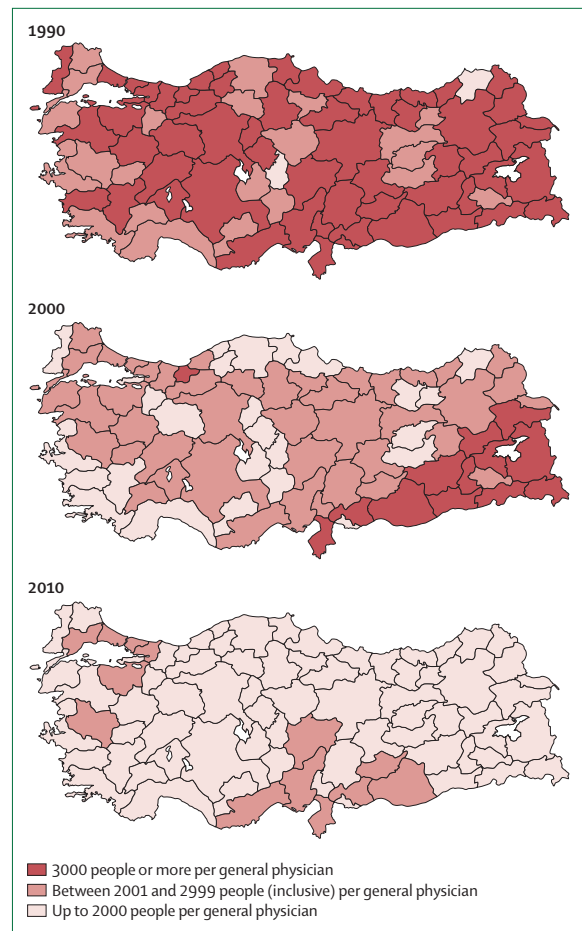 1990
2000
2010
3000 people or more per general physician
Between 2001 and 2999 people (inclusive) per general physician
Up to 2000 people per general physician